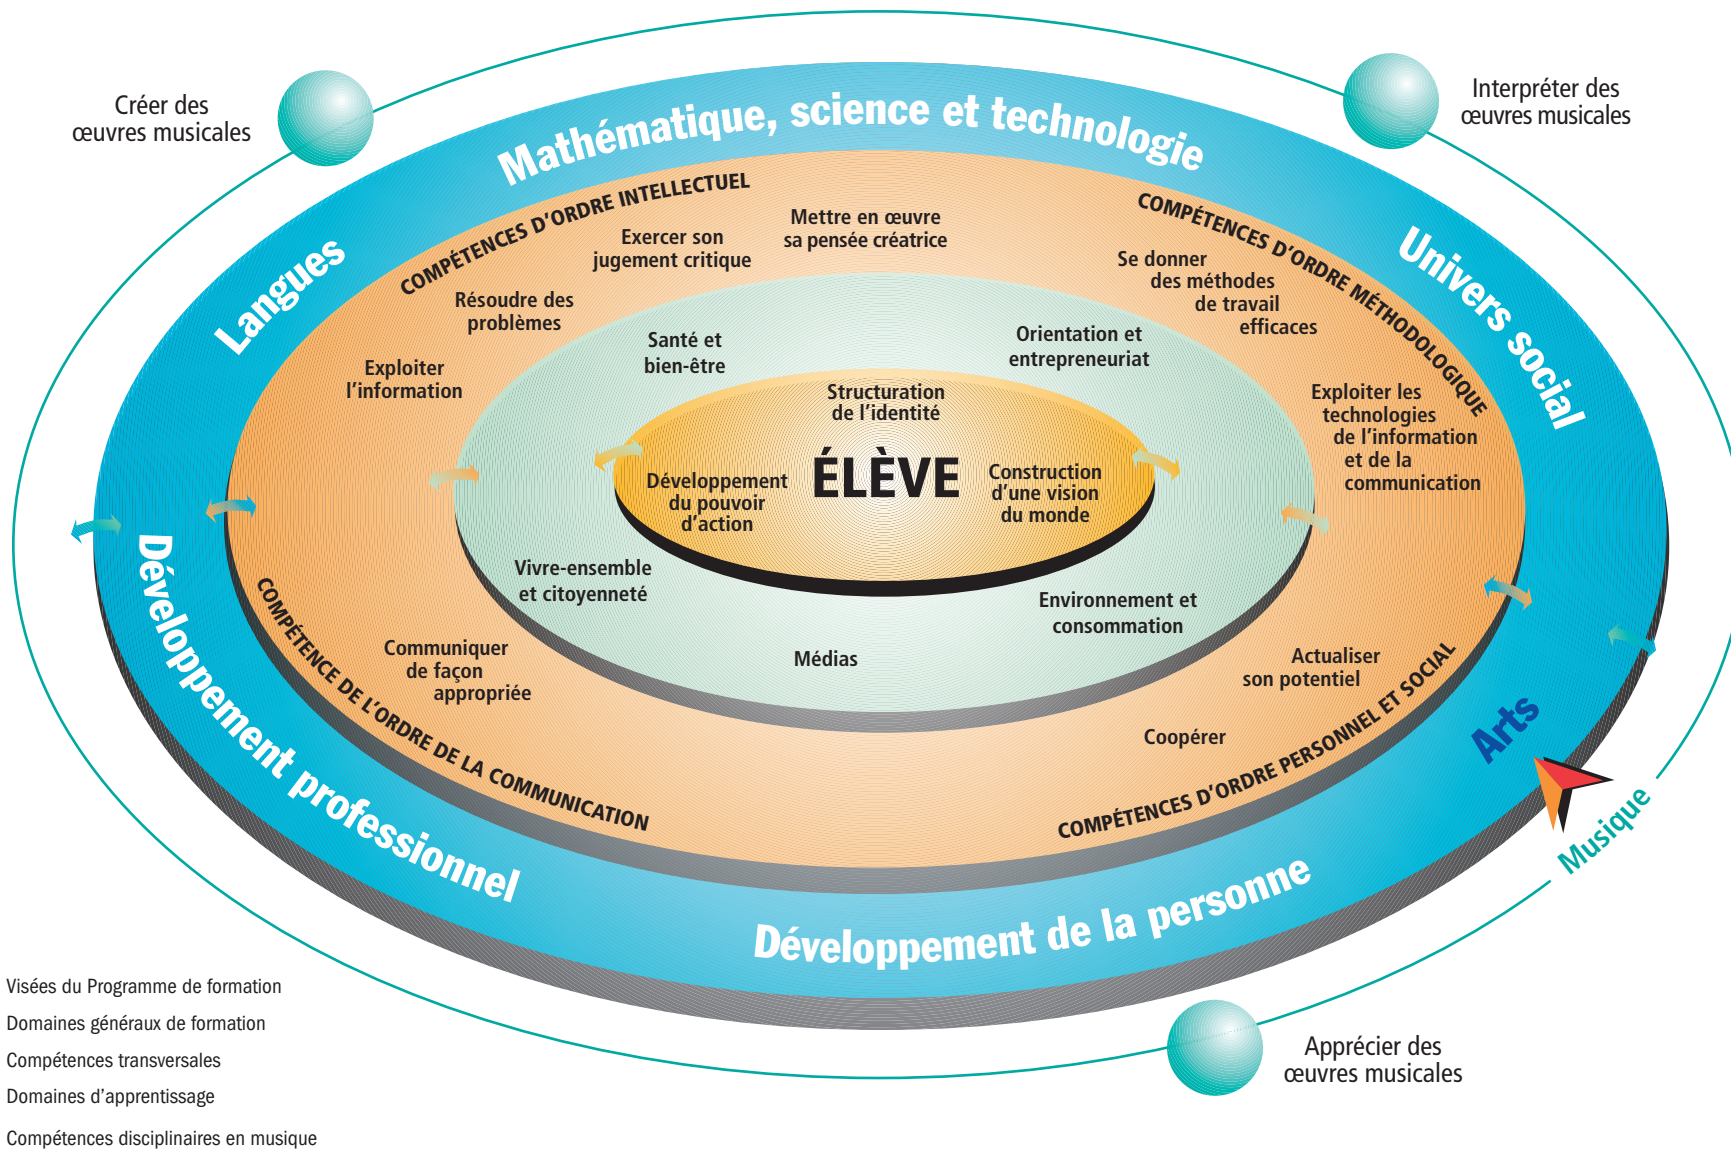 Créer des
œuvres musicales
Interpréter des
œuvres musicales
Mathématique, science et technologie
Langues
Univers social
COMPÉTENCES D'ORDRE INTELLECTUEL
COMPÉTENCES D'ORDRE MÉTHODOLOGIQUE
Mettre en œuvre
sa pensée créatrice
Exercer son
jugement critique
Résoudre des
problèmes
Exploiter
l'information
Se donner
des méthodes
de travail
efficaces
Exploiter les
technologies
de l'information
et de la
communication
Santé et
bien-être
Orientation et
entrepreneuriat
Structuration
de l'identité
ÉLÈVE
Développement
du pouvoir
d'action
Construction
d'une vision
du monde
Vivre-ensemble
et citoyenneté
Environnement et
consommation
Médias
Communiquer
de façon
appropriée
Actualiser
son potentiel
Coopérer
COMPÉTENCE DE L'ORDRE DE LA COMMUNICATION
COMPÉTENCES D'ORDRE PERSONNEL ET SOCIAL
Développement professionnel
Développement de la personne
Arts
Musique
Apprécier des
œuvres musicales
Visées du Programme de formation
Domaines généraux de formation
Compétences transversales
Domaines d'apprentissage
Compétences disciplinaires en musique